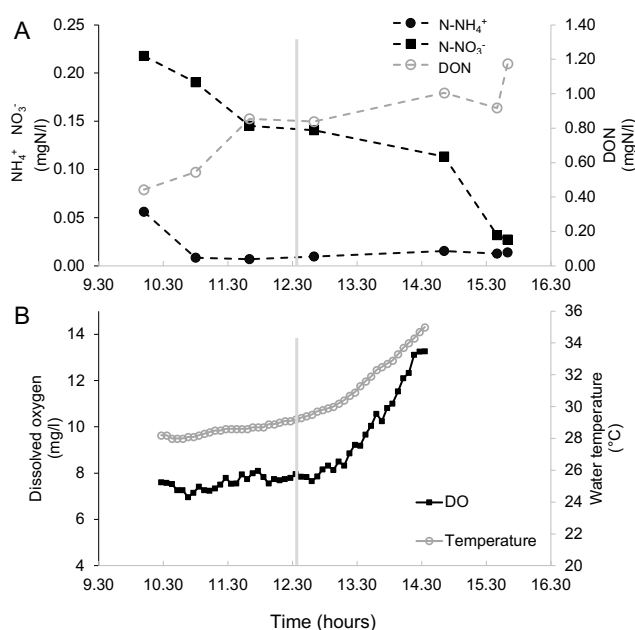 A
N-NH₄⁺
N-NO₃⁻
DON
NH₄⁺ NO₃⁻
(mgN/l)
0.25
0.20
0.15
0.10
0.05
0.00
1.40
1.20
1.00
0.80
0.60
0.40
0.20
0.00
DON
(mgN/l)
9.30 10.30 11.30 12.30 13.30 14.30 15.30 16.30
B
Dissolved oxygen
mg/l)
14
12
10
8
6
4
36
34
32
30
28
26
24
22
20
Water temperature
(°C)
DO
Temperature
9.30 10.30 11.30 12.30 13.30 14.30 15.30 16.30
Time (hours)